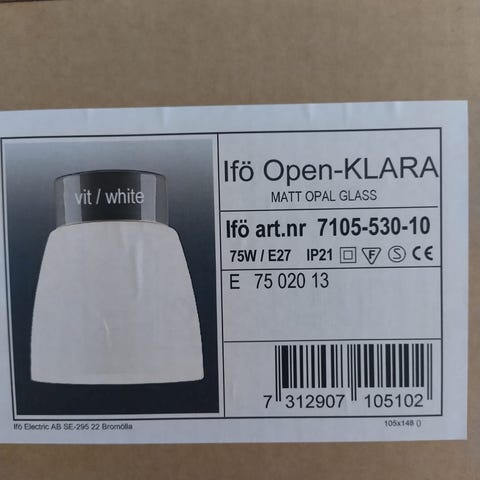 vit / white
Ifö Open-KLARA
MATT OPAL GLASS
Ifö art.nr 7105-530-10
75W / E27 IP21 F S CE
E 75 020 13
7 312907 105102
Ifö Electric AB SE-295 22 Bromölla
105x148 ()